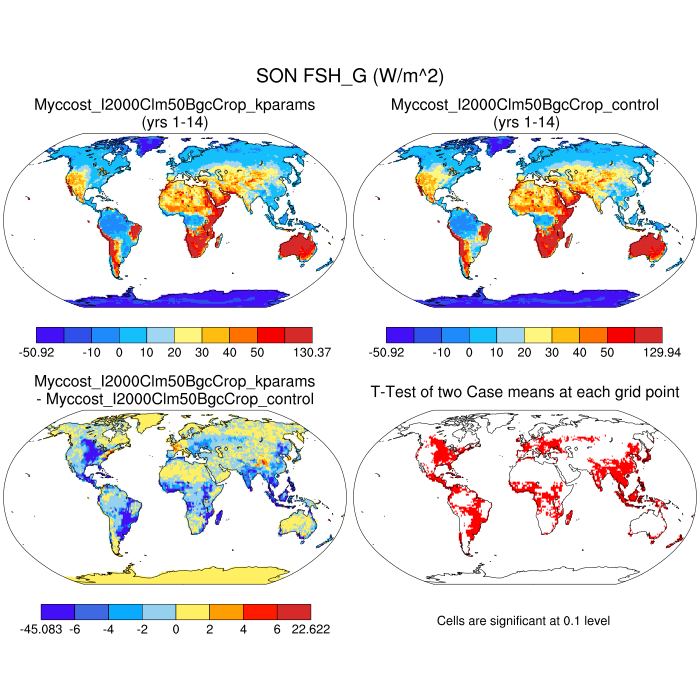 SON FSH_G (W/m^2)
Myccost_I2000Clm50BgcCrop_kparams
(yrs 1-14)
Myccost_I2000Clm50BgcCrop_control
(yrs 1-14)
-50.92 -10 0 10 20 30 40 50 130.37
-50.92 -10 0 10 20 30 40 50 129.94
Myccost_I2000Clm50BgcCrop_kparams
- Myccost_I2000Clm50BgcCrop_control
T-Test of two Case means at each grid point
-45.083 -6 -4 -2 0 2 4 6 22.622
Cells are significant at 0.1 level